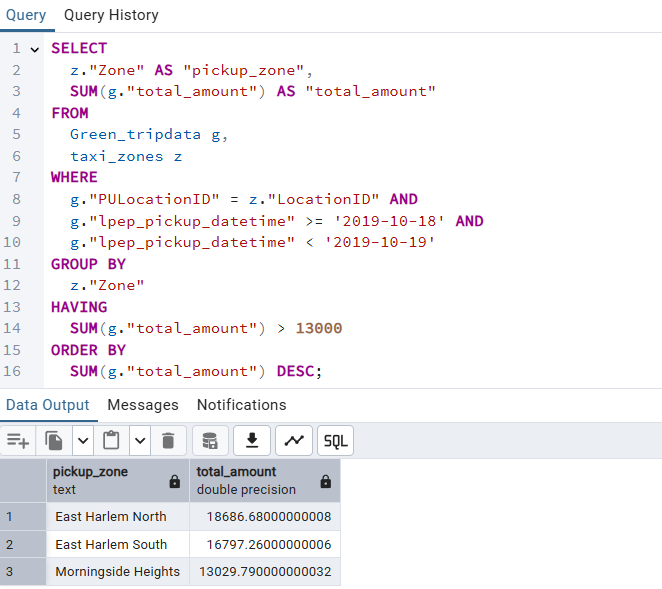 Query Query History
1 SELECT
2 z."Zone" AS "pickup_zone",
3 SUM(g."total_amount") AS "total_amount"
4 FROM
5 Green_tripdata g,
6 taxi_zones z
7 WHERE
8 g."PULocationID" = z."LocationID" AND
9 g."lpep_pickup_datetime" >= '2019-10-18' AND
10 g."lpep_pickup_datetime" < '2019-10-19'
11 GROUP BY
12 z."Zone"
13 HAVING
14 SUM(g."total_amount") > 13000
15 ORDER BY
16 SUM(g."total_amount") DESC;
Data Output Messages Notifications
SQL
pickup_zone total_amount
text double precision
1 East Harlem North 18686.68000000008
2 East Harlem South 16797.26000000006
3 Morningside Heights 13029.790000000032